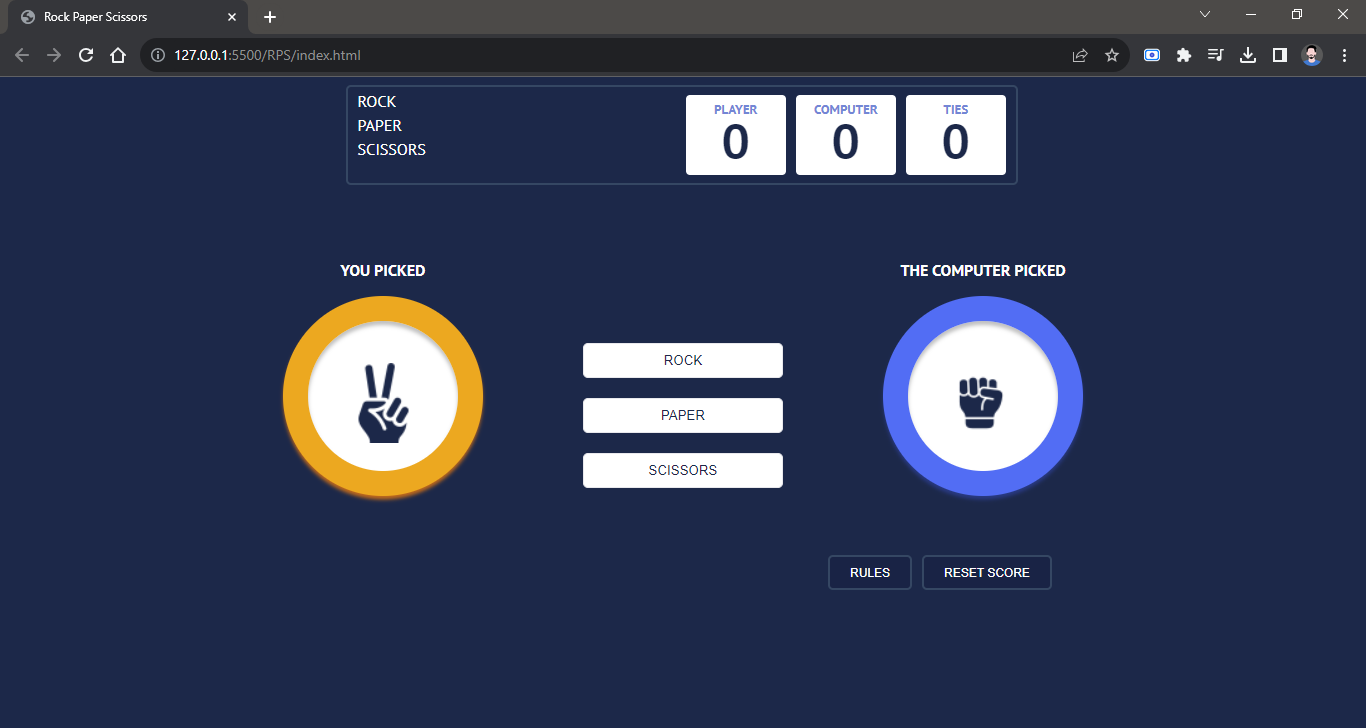 Rock Paper Scissors
127.0.0.1:5500/RPS/index.html
ROCK
PAPER
SCISSORS
PLAYER
0
COMPUTER
0
TIES
0
YOU PICKED
THE COMPUTER PICKED
ROCK
PAPER
SCISSORS
RULES
RESET SCORE